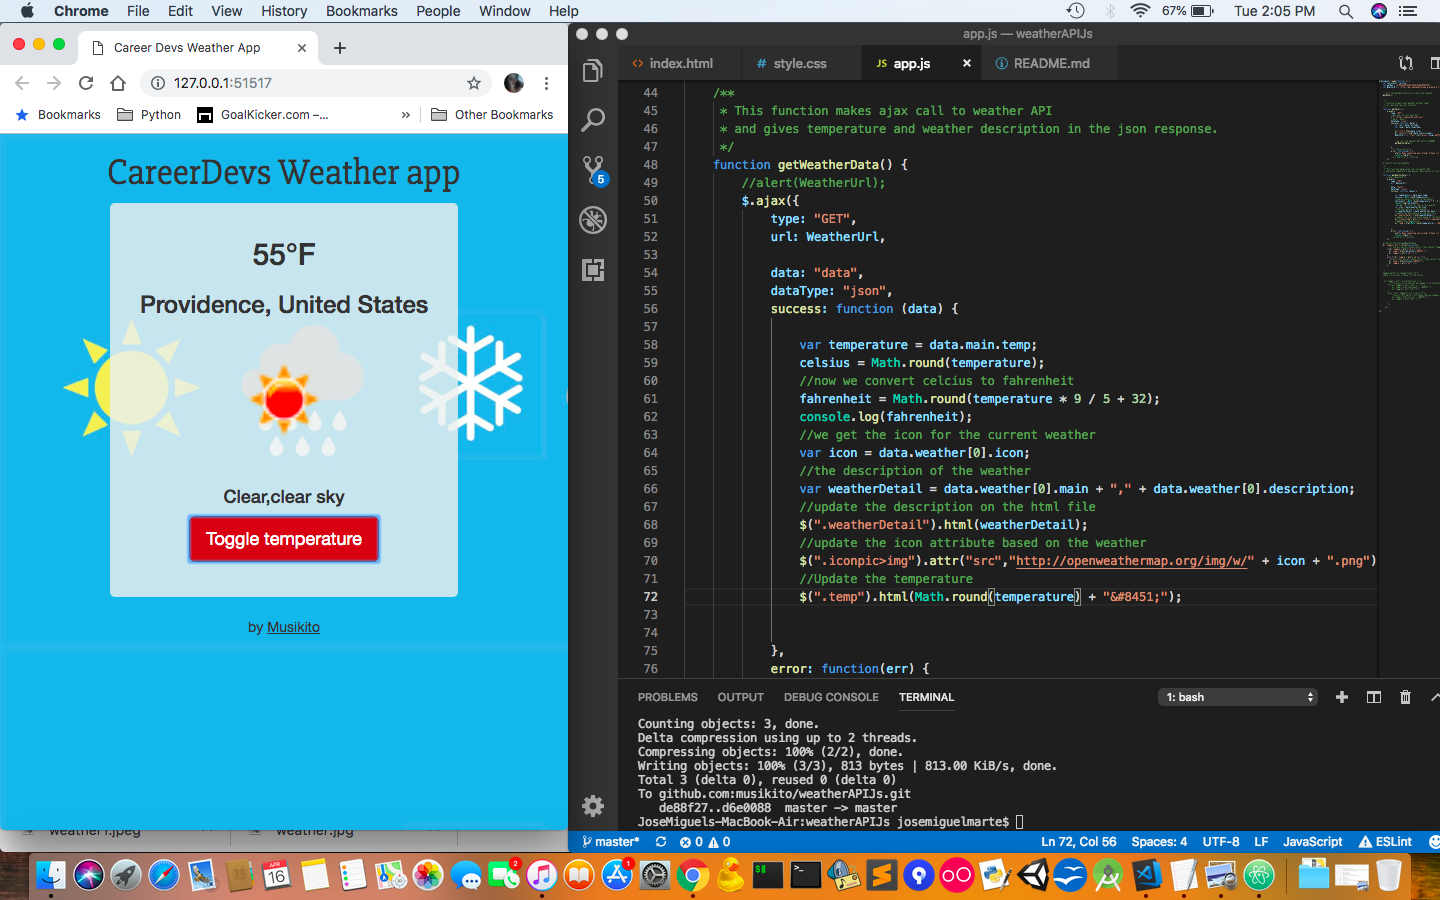 Chrome File Edit View History Bookmarks People Window Help 67% Tue 2:05 PM
Career Devs Weather App
127.0.0.1:51517
Bookmarks Python GoalKicker.com –... » Other Bookmarks
CareerDevs Weather app
55°F
Providence, United States
Clear,clear sky
Toggle temperature
by Musikito
weather1.jpeg weather.jpg
app.js — weatherAPIJs
<> index.html # style.css JS app.js README.md
44 /**
45 * This function makes ajax call to weather API
46 * and gives temperature and weather description in the json response.
47 */
48 function getWeatherData() {
49 //alert(WeatherUrl);
50 $.ajax({
51 type: "GET",
52 url: WeatherUrl,
53
54 data: "data",
55 dataType: "json",
56 success: function (data) {
57
58 var temperature = data.main.temp;
59 celsius = Math.round(temperature);
60 //now we convert celcius to fahrenheit
61 fahrenheit = Math.round(temperature * 9 / 5 + 32);
62 console.log(fahrenheit);
63 //we get the icon for the current weather
64 var icon = data.weather[0].icon;
65 //the description of the weather
66 var weatherDetail = data.weather[0].main + "," + data.weather[0].description;
67 //update the description on the html file
68 $(".weatherDetail").html(weatherDetail);
69 //update the icon attribute based on the weather
70 $(".iconpic>img").attr("src","http://openweathermap.org/img/w/" + icon + ".png")
71 //Update the temperature
72 $(".temp").html(Math.round(temperature) + "&#8451;");
73
74
75 },
76 error: function(err) {
5
PROBLEMS OUTPUT DEBUG CONSOLE TERMINAL 1: bash
Counting objects: 3, done.
Delta compression using up to 2 threads.
Compressing objects: 100% (2/2), done.
Writing objects: 100% (3/3), 813 bytes | 813.00 KiB/s, done.
Total 3 (delta 0), reused 0 (delta 0)
To github.com:musikito/weatherAPIJs.git
de88f27..d6e0088 master -> master
JoseMiguels-MacBook-Air:weatherAPIJs josemiguelmarte$
master* 0 0 Ln 72, Col 56 Spaces: 4 UTF-8 LF JavaScript ESLint
APR
16
2
1